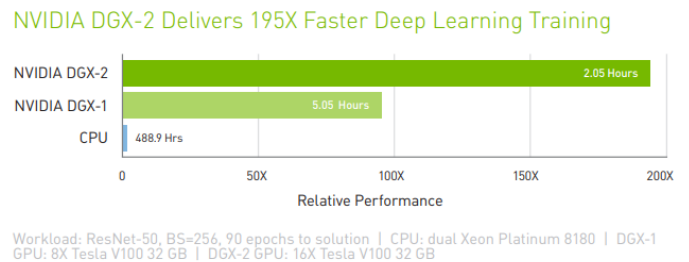 NVIDIA DGX-2 Delivers 195X Faster Deep Learning Training
NVIDIA DGX-2
2.05 Hours
NVIDIA DGX-1
5.05 Hours
CPU
488.9 Hrs
0
50X
100X
150X
200X
Relative Performance
Workload: ResNet-50, BS=256, 90 epochs to solution | CPU: dual Xeon Platinum 8180 | DGX-1
GPU: 8X Tesla V100 32 GB | DGX-2 GPU: 16X Tesla V100 32 GB